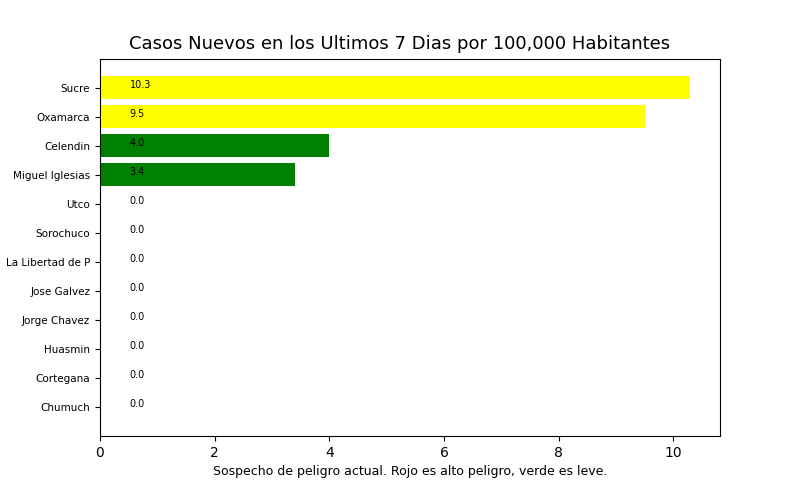 Casos Nuevos en los Ultimos 7 Dias por 100,000 Habitantes
Sucre 10.3
Oxamarca 9.5
Celendin 4.0
Miguel Iglesias 3.4
Utco 0.0
Sorochuco 0.0
La Libertad de P 0.0
Jose Galvez 0.0
Jorge Chavez 0.0
Huasmin 0.0
Cortegana 0.0
Chumuch 0.0
0 2 4 6 8 10
Sospecho de peligro actual. Rojo es alto peligro, verde es leve.